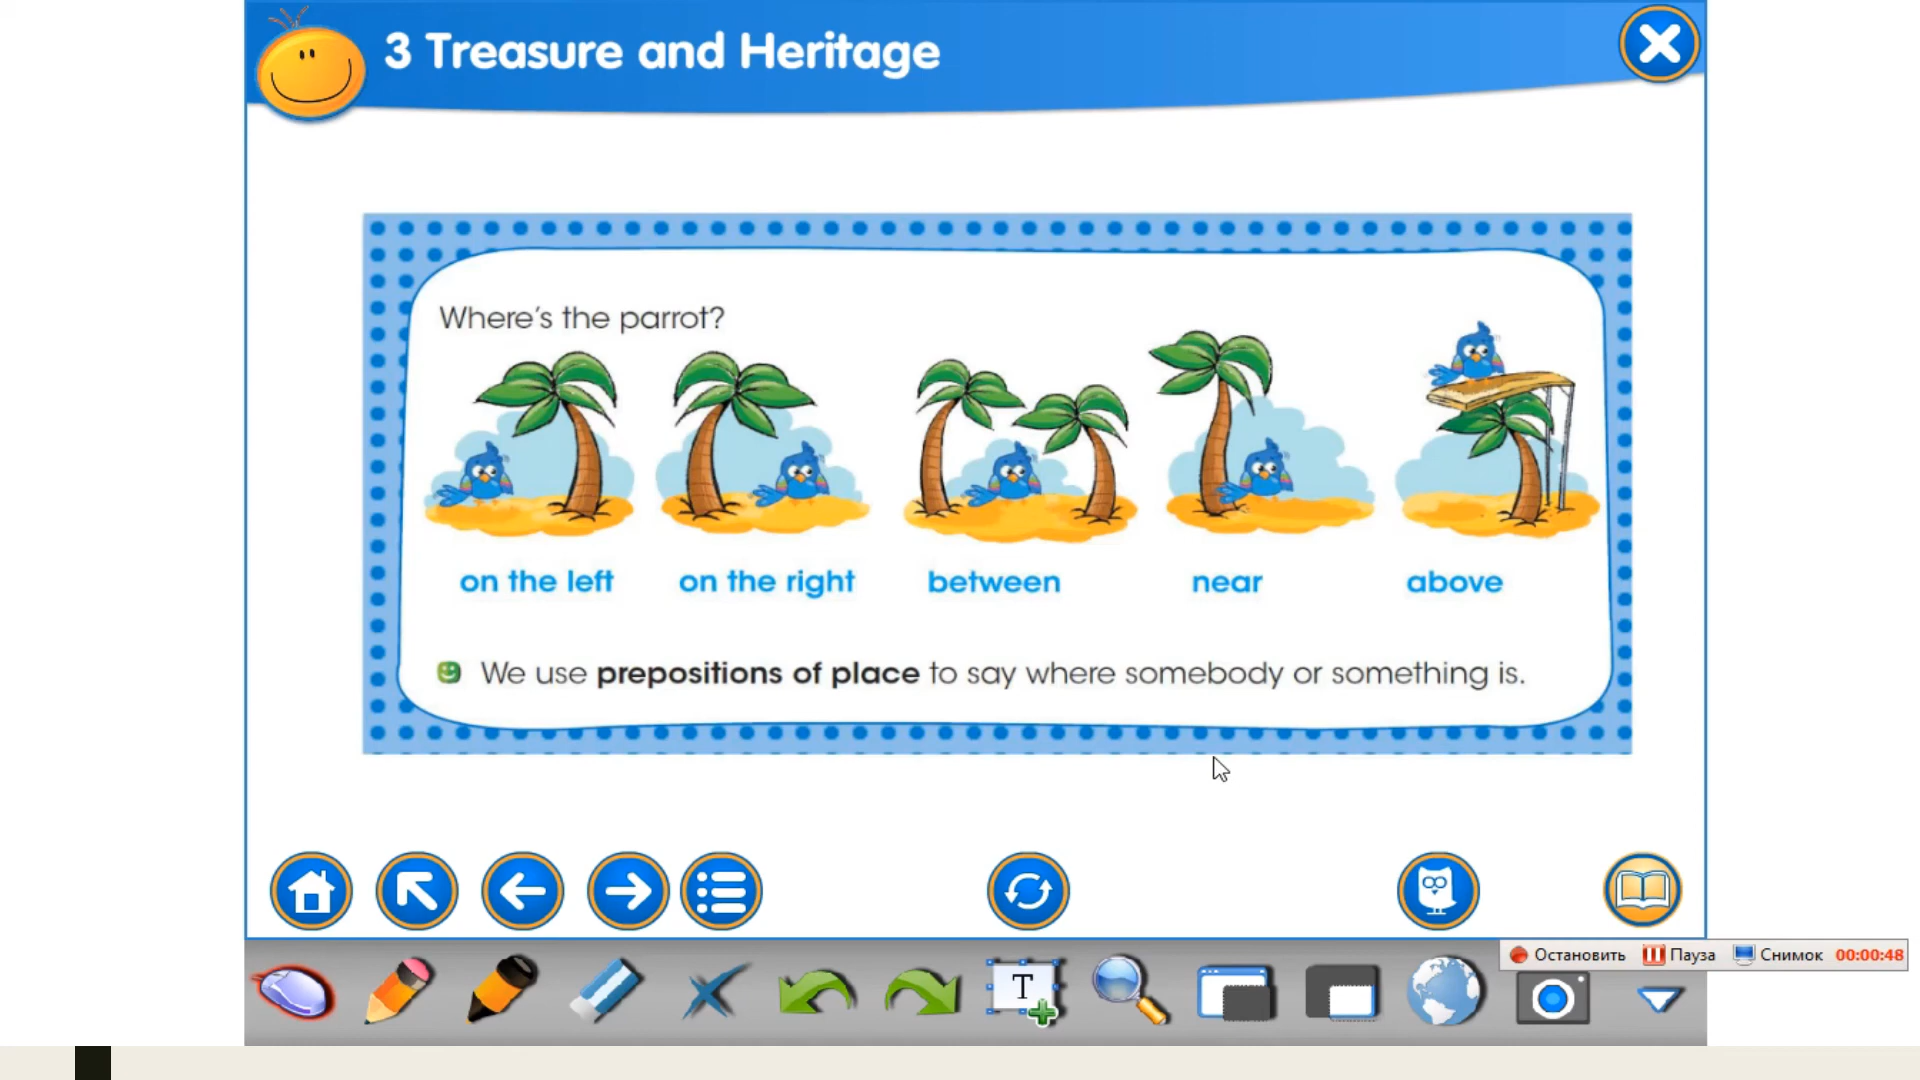 3 Treasure and Heritage
Where's the parrot?
on the left on the right between near above
We use prepositions of place to say where somebody or something is.
T
Остановить Пауза Снимок 00:00:48